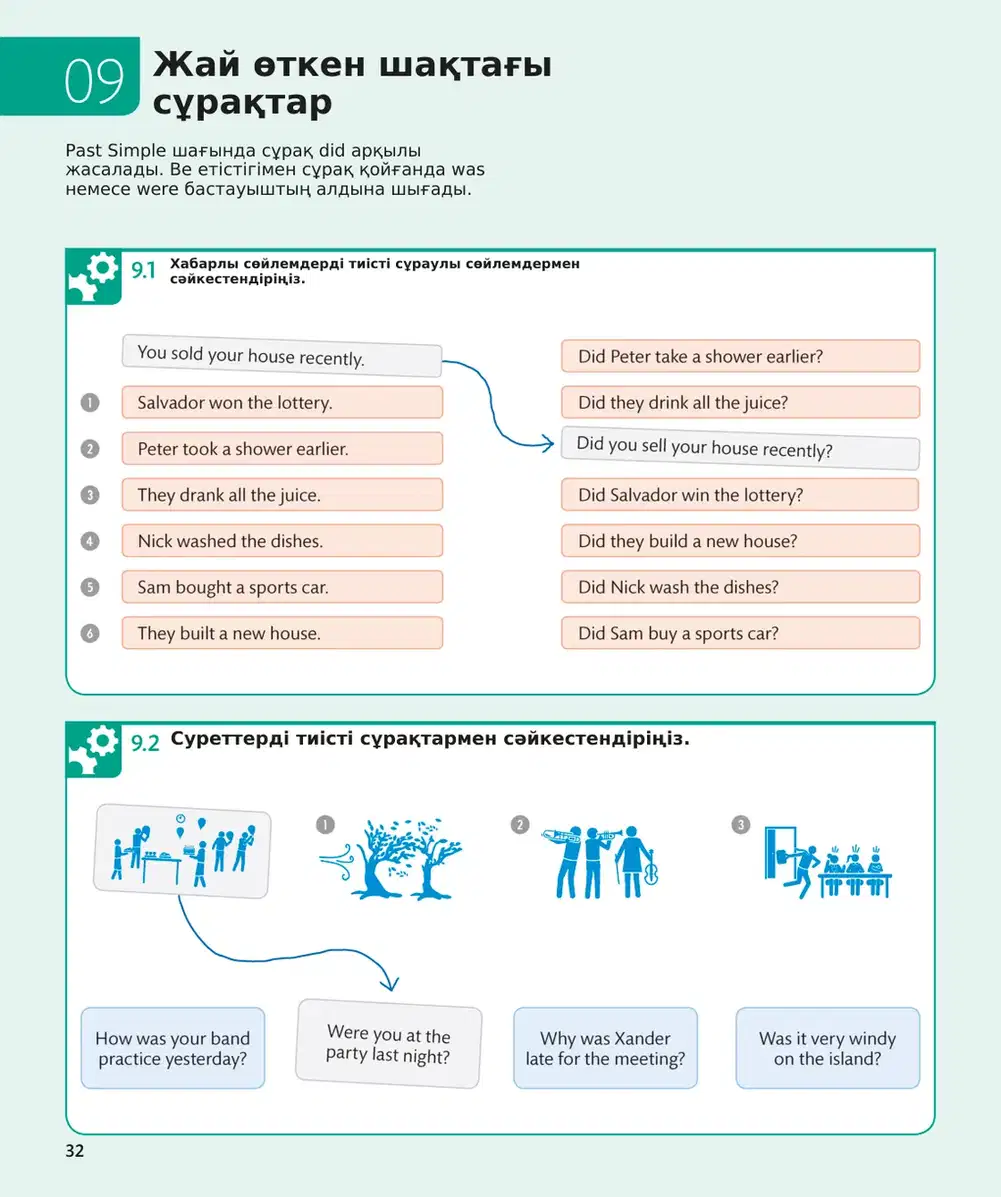 09
Жай өткен шақтағы
сұрақтар
Past Simple шағында сұрақ did арқылы
жасалады. Be етістігімен сұрақ қойғанда was
немесе were бастауыштың алдына шығады.
9.1
Хабарлы сөйлемдерді тиісті сұраулы сөйлемдермен
сәйкестендіріңіз.
You sold your house recently.
1 Salvador won the lottery.
2 Peter took a shower earlier.
3 They drank all the juice.
4 Nick washed the dishes.
5 Sam bought a sports car.
6 They built a new house.
Did Peter take a shower earlier?
Did they drink all the juice?
Did you sell your house recently?
Did Salvador win the lottery?
Did they build a new house?
Did Nick wash the dishes?
Did Sam buy a sports car?
9.2 Суреттерді тиісті сұрақтармен сәйкестендіріңіз.
1
2
3
How was your band
practice yesterday?
Were you at the
party last night?
Why was Xander
late for the meeting?
Was it very windy
on the island?
32